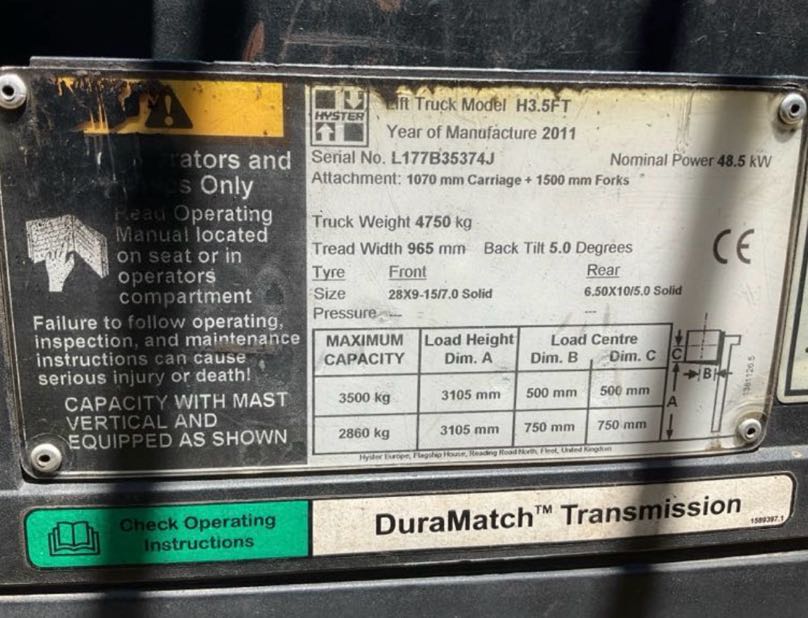 rators and
s Only
Read Operating
Manual located
on seat or in
operators
compartment
Failure to follow operating,
inspection, and maintenance
instructions can cause
serious injury or death!
CAPACITY WITH MAST
VERTICAL AND
EQUIPPED AS SHOWN
HYSTER
Lift Truck Model H3.5FT
Year of Manufacture 2011
Serial No. L177B35374J Nominal Power 48.5 kW
Attachment: 1070 mm Carriage + 1500 mm Forks
Truck Weight 4750 kg
Tread Width 965 mm Back Tilt 5.0 Degrees
CE
Tyre Front Rear
Size 28X9-15/7.0 Solid 6.50X10/5.0 Solid
Pressure --- ---
MAXIMUM Load Height Load Centre
CAPACITY Dim. A Dim. B Dim. C
3500 kg 3105 mm 500 mm 500 mm
2860 kg 3105 mm 750 mm 750 mm
C
B
A
Hyster Europe, Flagship House, Reading Road North, Fleet, United Kingdom
Check Operating
Instructions
DuraMatch™ Transmission
1589397.1